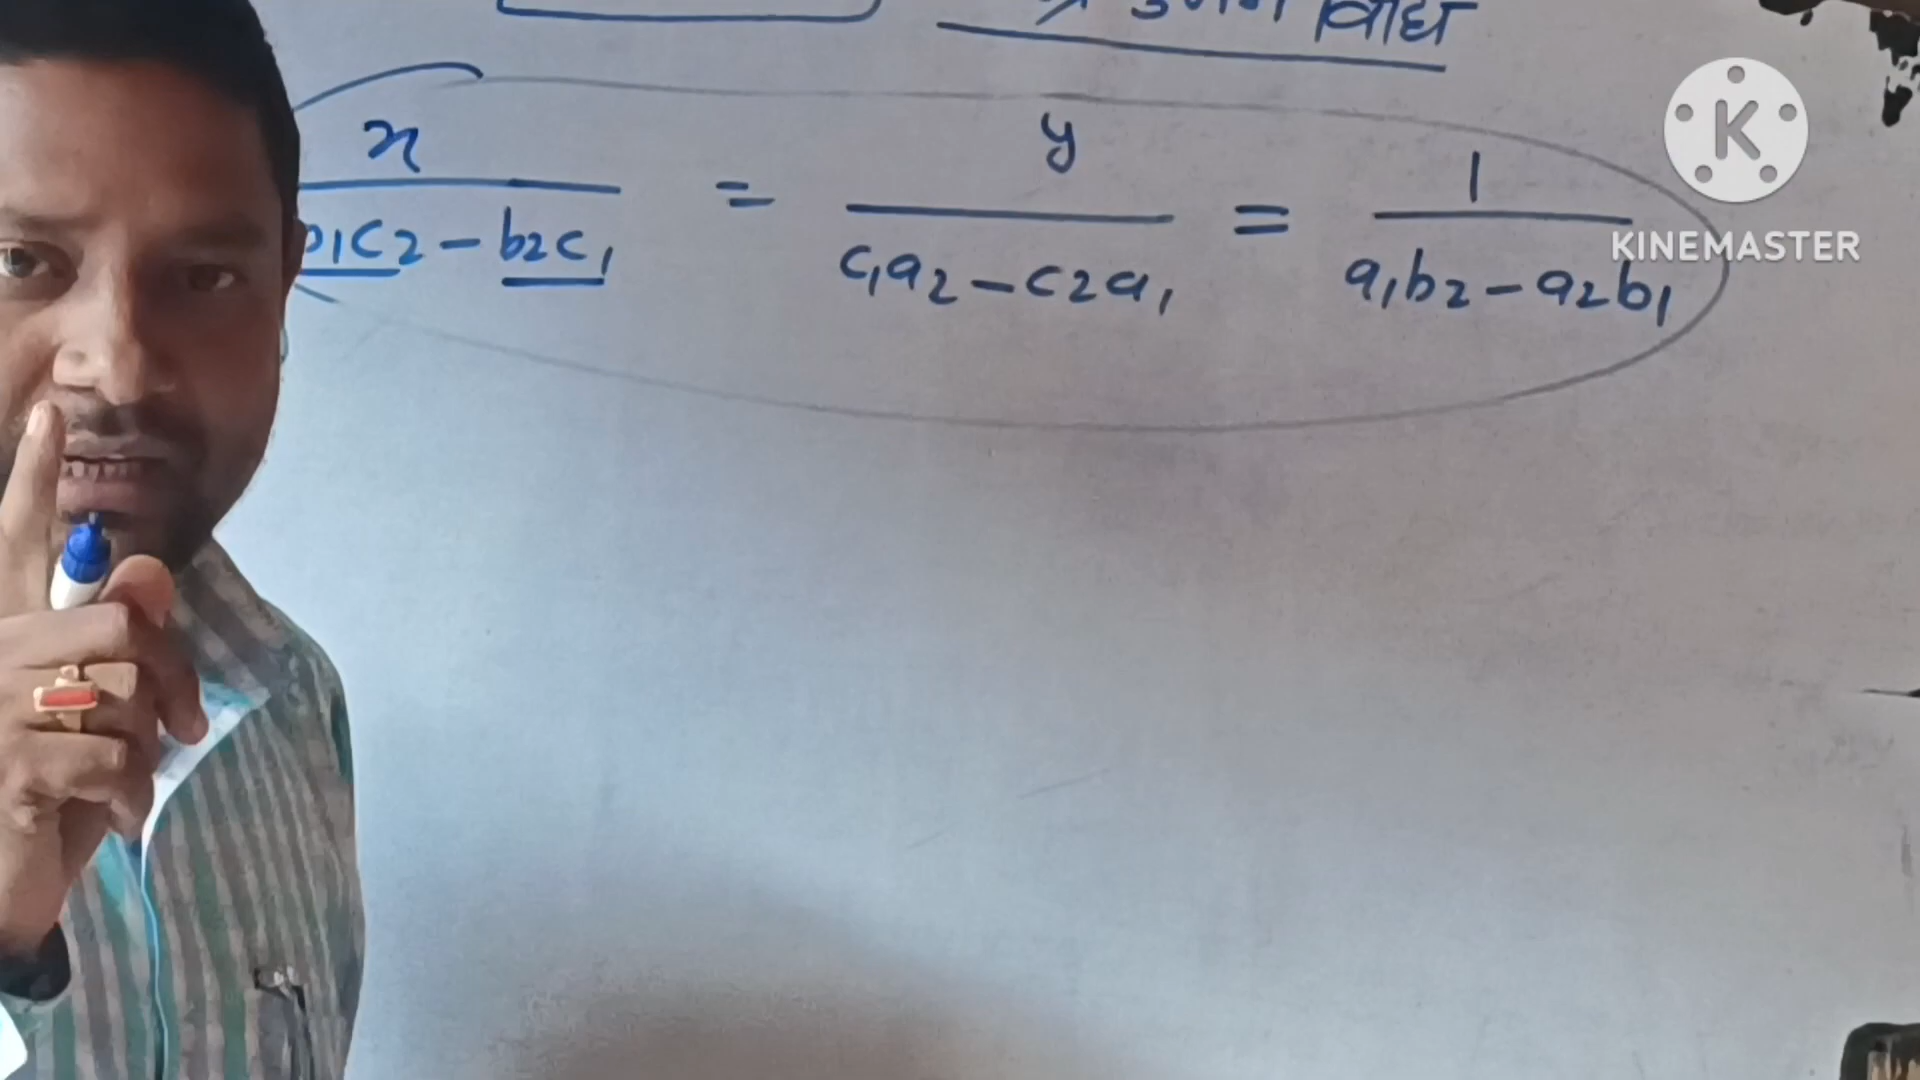 विधि
x = y = 1
b1c2 - b2c1 c1a2 - c2a1 a1b2 - a2b1
K
KINEMASTER